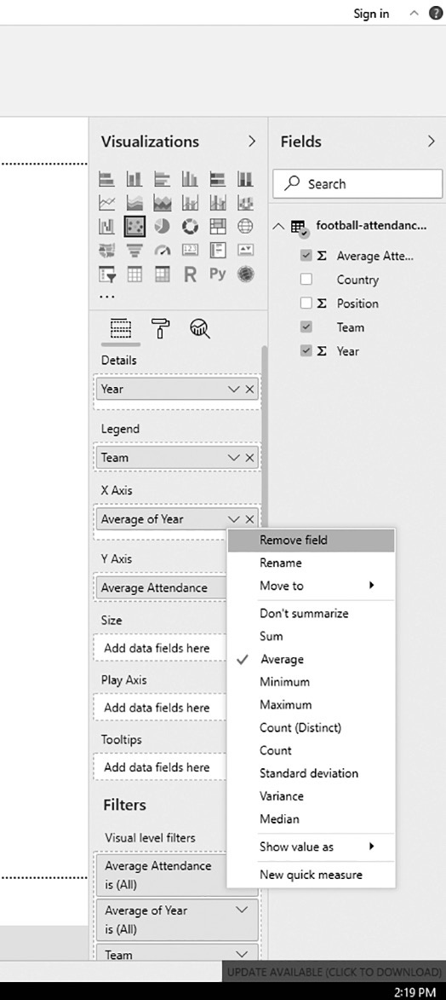 Sign in
?
Visualizations
Fields
Search
football-attendanc...
Σ Average Atte...
Country
Σ Position
Team
Σ Year
123
R
Py
...
Details
Year
Legend
Team
X Axis
Average of Year
Y Axis
Average Attendance
Size
Add data fields here
Play Axis
Add data fields here
Tooltips
Add data fields here
Filters
Visual level filters
Average Attendance
is (All)
Average of Year
is (All)
Team
Remove field
Rename
Move to
Don't summarize
Sum
Average
Minimum
Maximum
Count (Distinct)
Count
Standard deviation
Variance
Median
Show value as
New quick measure
UPDATE AVAILABLE (CLICK TO DOWNLOAD)
2:19 PM